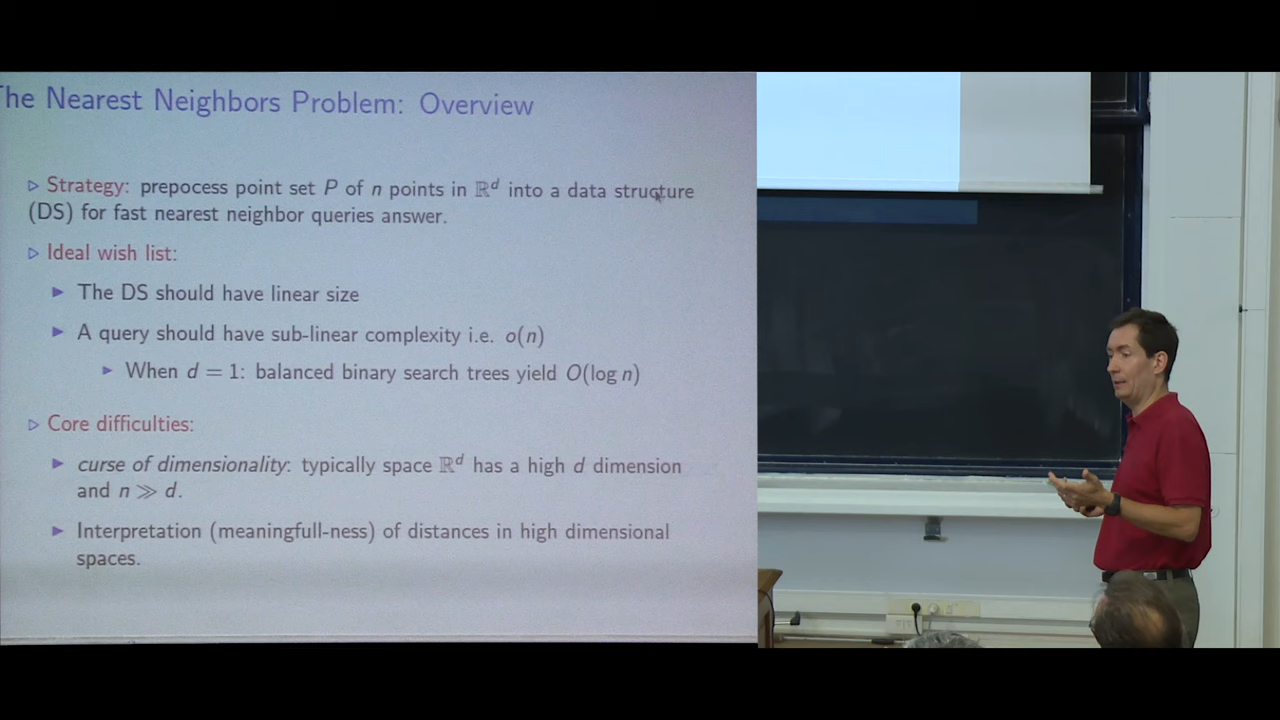 The Nearest Neighbors Problem: Overview
▷ Strategy: prepocess point set P of n points in ℝᵈ into a data structure
(DS) for fast nearest neighbor queries answer.
▷ Ideal wish list:
▶ The DS should have linear size
▶ A query should have sub-linear complexity i.e. o(n)
▶ When d = 1: balanced binary search trees yield O(log n)
▷ Core difficulties:
▶ curse of dimensionality: typically space ℝᵈ has a high d dimension
and n ≫ d.
▶ Interpretation (meaningfull-ness) of distances in high dimensional
spaces.